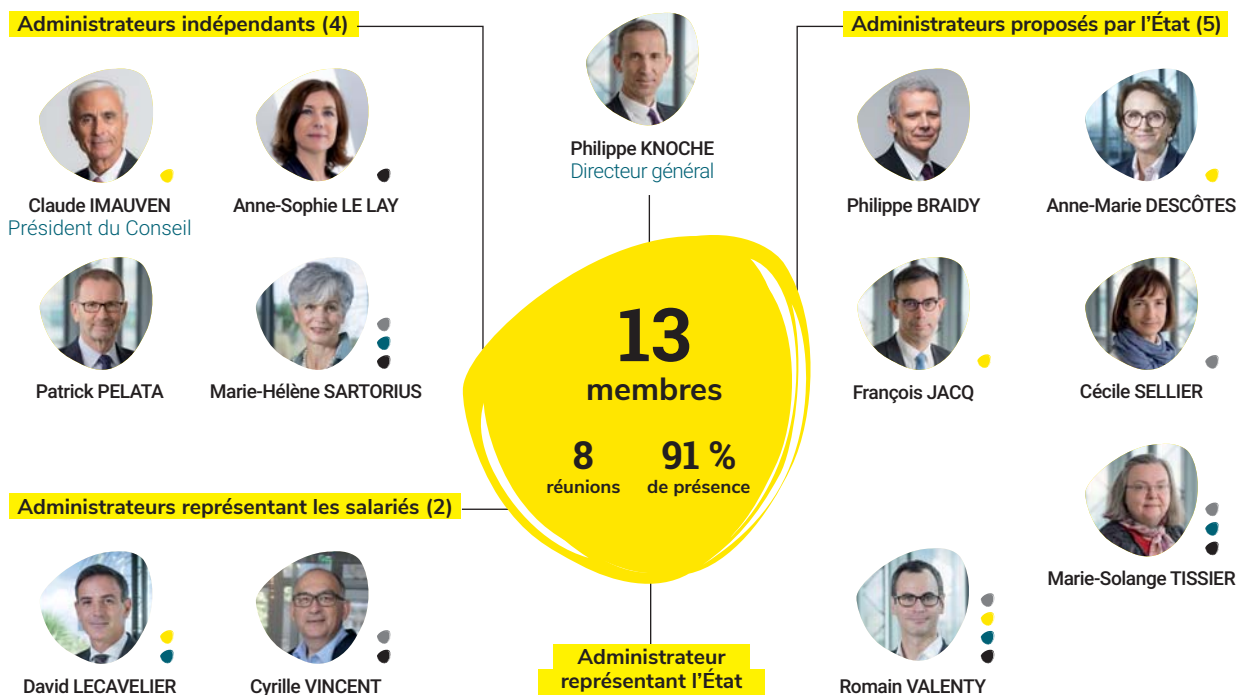 Administrateurs indépendants (4)
Claude IMAUVEN
Président du Conseil
Anne-Sophie LE LAY
Patrick PELATA
Marie-Hélène SARTORIUS
Philippe KNOCHE
Directeur général
Administrateurs proposés par l’État (5)
Philippe BRAIDY
Anne-Marie DESCÔTES
François JACQ
Cécile SELLIER
Marie-Solange TISSIER
13
membres
8
réunions
91 %
de présence
Administrateurs représentant les salariés (2)
David LECAVELIER
Cyrille VINCENT
Administrateur
représentant l’État
Romain VALENTY